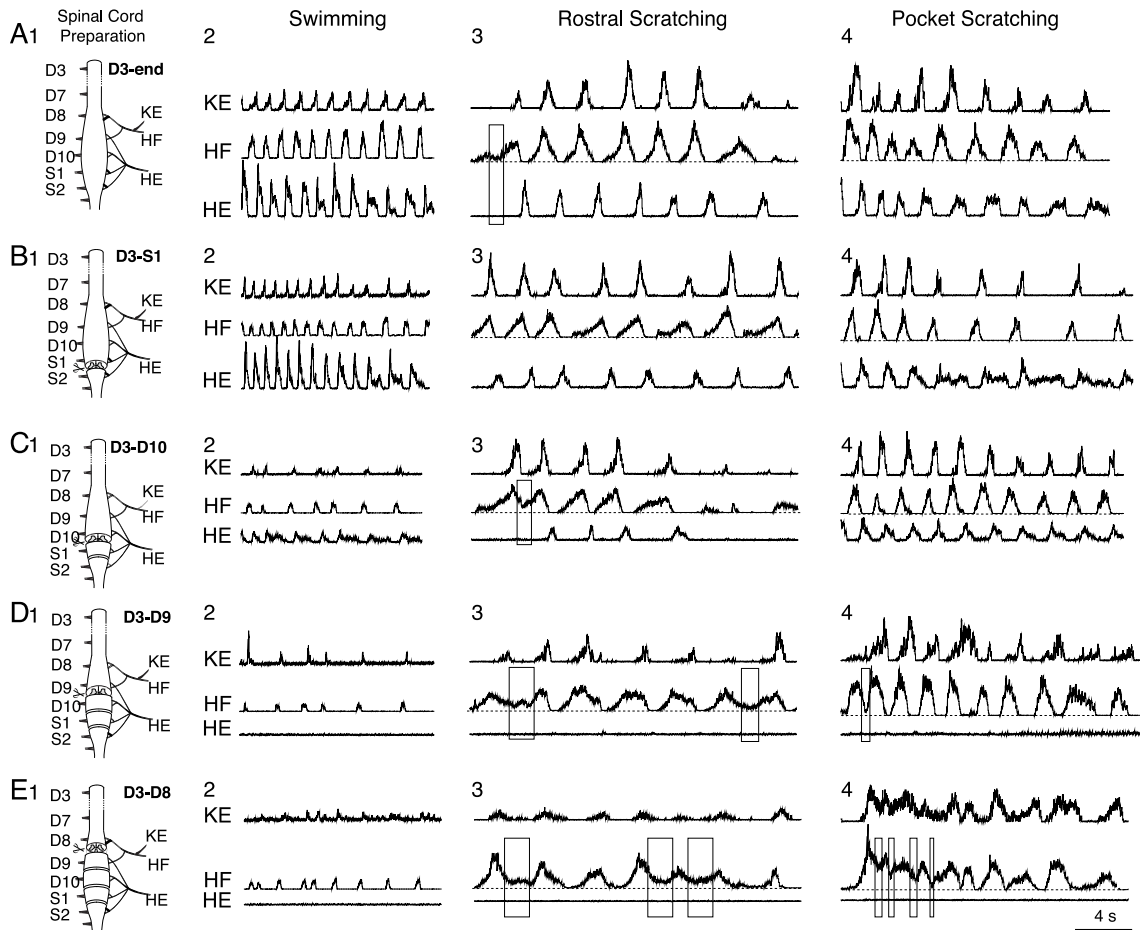 Spinal Cord
Preparation
Swimming
Rostral Scratching
Pocket Scratching
A1
D3-end
D3
D7
D8
D9
D10
S1
S2
KE
HF
HE
2
KE
HF
HE
3
4
B1
D3-S1
D3
D7
D8
D9
D10
S1
S2
KE
HF
HE
2
KE
HF
HE
3
4
C1
D3-D10
D3
D7
D8
D9
D10
S1
S2
KE
HF
HE
2
KE
HF
HE
3
4
D1
D3-D9
D3
D7
D8
D9
D10
S1
S2
KE
HF
HE
2
KE
HF
HE
3
4
E1
D3-D8
D3
D7
D8
D9
D10
S1
S2
KE
HF
HE
2
KE
HF
HE
3
4
4 s